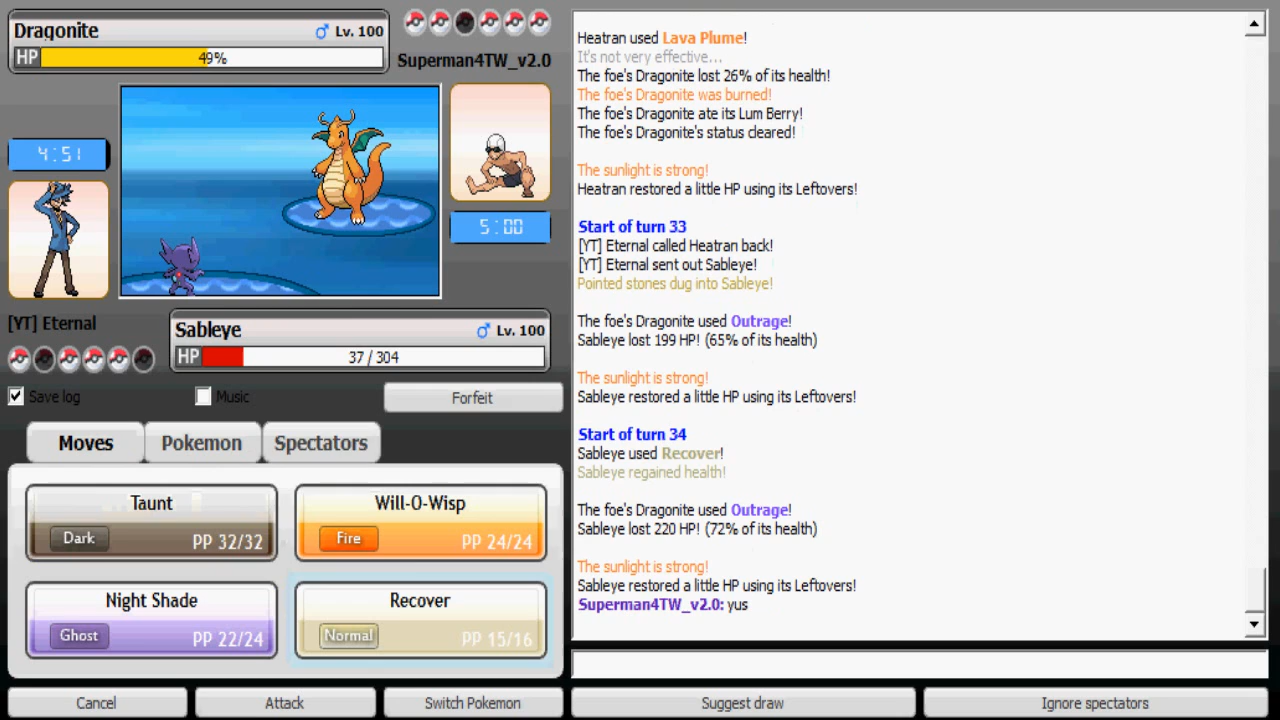 Dragonite ♂ Lv. 100
HP 49%
Superman4TW_v2.0
4:51
5:00
[YT] Eternal
Sableye ♂ Lv. 100
HP 37 / 304
Save log
Music
Forfeit
Moves
Pokemon
Spectators
Taunt
Dark PP 32/32
Will-O-Wisp
Fire PP 24/24
Night Shade
Ghost PP 22/24
Recover
Normal PP 15/16
Cancel
Attack
Switch Pokemon
Heatran used Lava Plume!
It's not very effective...
The foe's Dragonite lost 26% of its health!
The foe's Dragonite was burned!
The foe's Dragonite ate its Lum Berry!
The foe's Dragonite's status cleared!
The sunlight is strong!
Heatran restored a little HP using its Leftovers!
Start of turn 33
[YT] Eternal called Heatran back!
[YT] Eternal sent out Sableye!
Pointed stones dug into Sableye!
The foe's Dragonite used Outrage!
Sableye lost 199 HP! (65% of its health)
The sunlight is strong!
Sableye restored a little HP using its Leftovers!
Start of turn 34
Sableye used Recover!
Sableye regained health!
The foe's Dragonite used Outrage!
Sableye lost 220 HP! (72% of its health)
The sunlight is strong!
Sableye restored a little HP using its Leftovers!
Superman4TW_v2.0: yus
Suggest draw
Ignore spectators